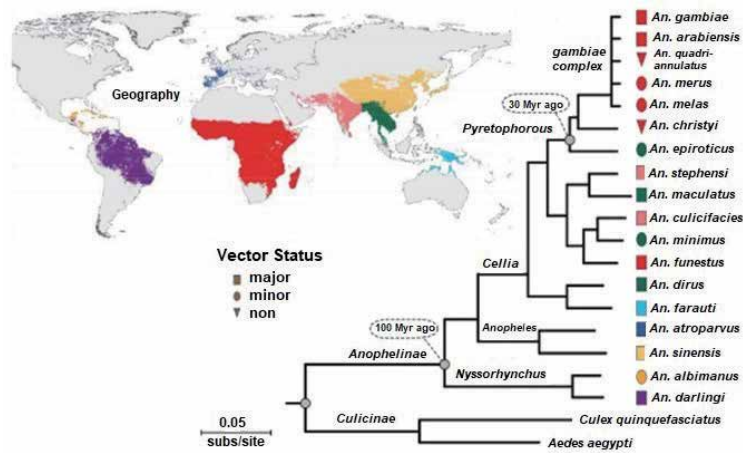 Geography
Vector Status
major
minor
non
0.05
subs/site
gambiae
complex
30 Myr ago
Pyretophorous
Cellia
100 Myr ago
Anopheles
Anophelinae
Nyssorhynchus
Culicinae
An. gambiae
An. arabiensis
An. quadri-
annulatus
An. merus
An. melas
An. christyi
An. epiroticus
An. stephensi
An. maculatus
An. culicifacies
An. minimus
An. funestus
An. dirus
An. farauti
An. atroparvus
An. sinensis
An. albimanus
An. darlingi
Culex quinquefasciatus
Aedes aegypti